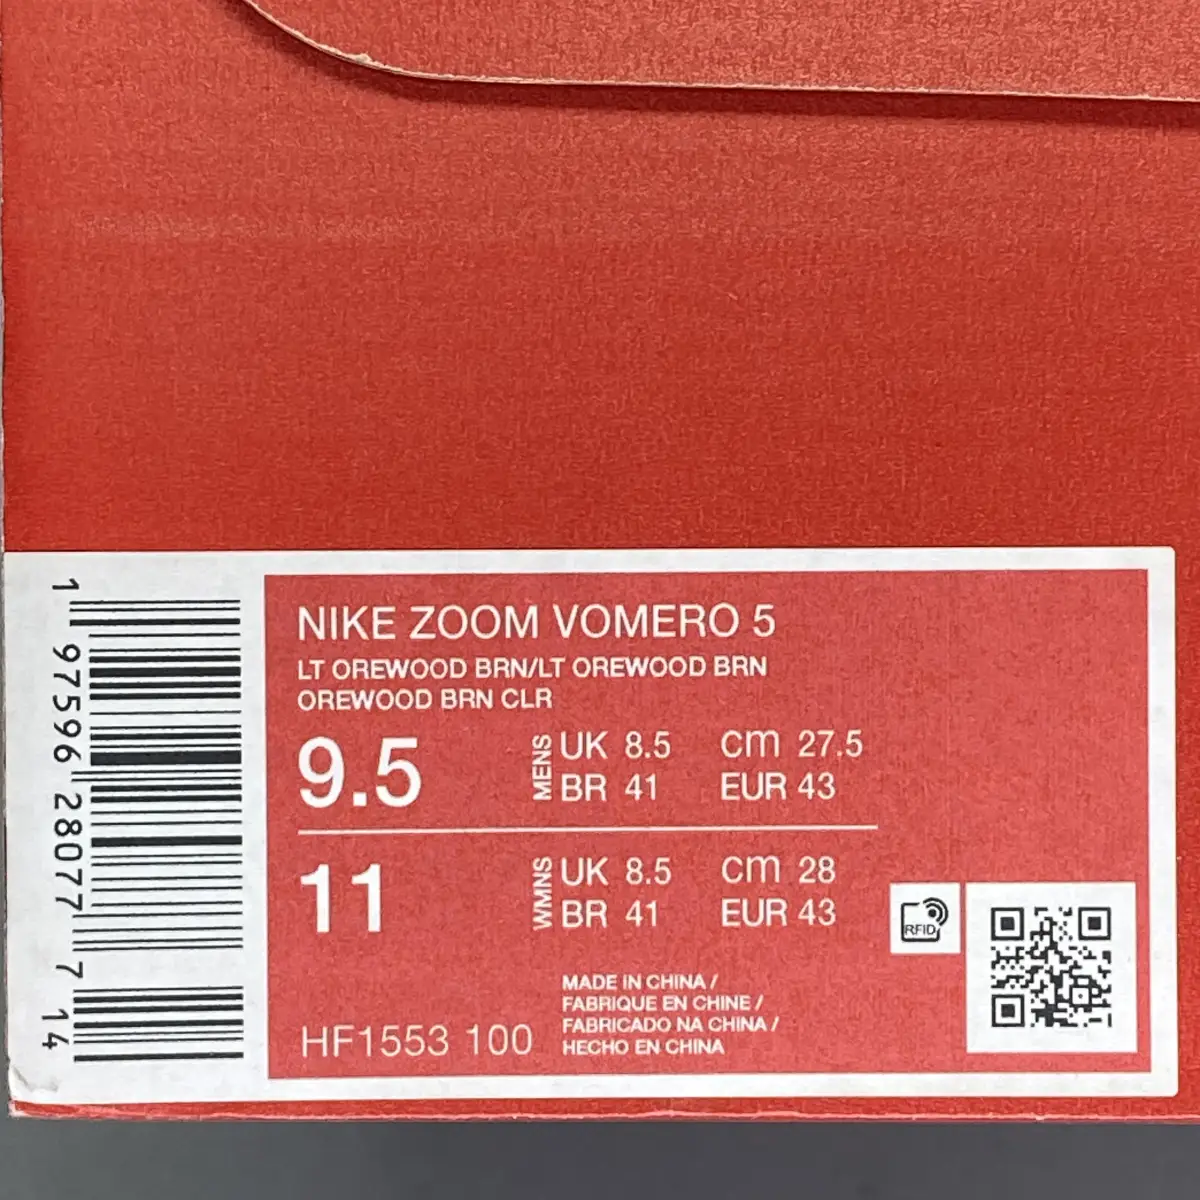 NIKE ZOOM VOMERO 5
LT OREWOOD BRN/LT OREWOOD BRN
OREWOOD BRN CLR
9.5 MENS UK 8.5 cm 27.5
BR 41 EUR 43
11 WMNS UK 8.5 cm 28
BR 41 EUR 43
RFID
MADE IN CHINA /
FABRIQUE EN CHINE /
FABRICADO NA CHINA /
HECHO EN CHINA
HF1553 100
1 97596 28077 7 14